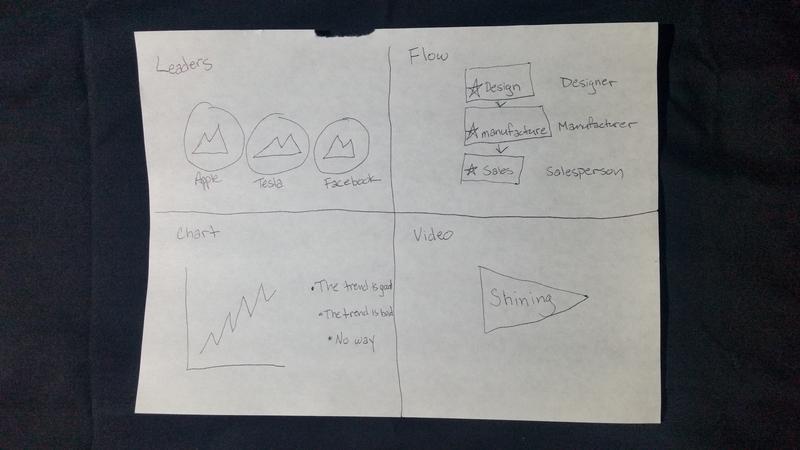 Leaders
Apple
Tesla
Facebook
Flow
Design
Designer
manufacture
Manufacturer
Sales
Salesperson
Chart
• The trend is good
• The trend is bad
• No way
Video
Shining